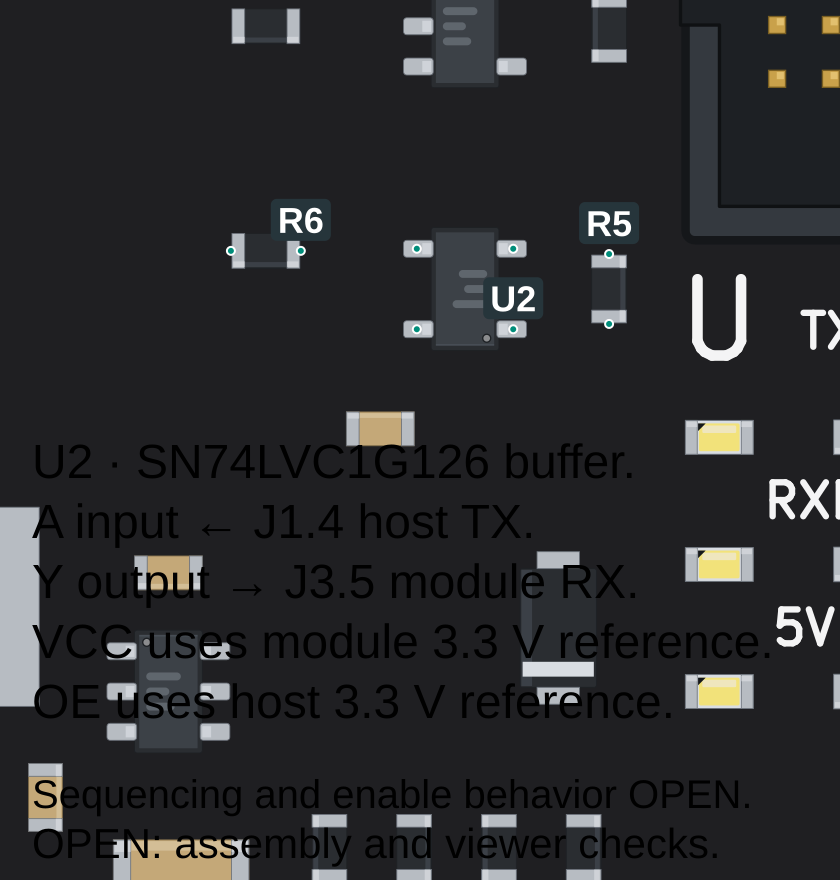 R6
R5
U2
U
TX
U2 · SN74LVC1G126 buffer.
A input ← J1.4 host TX.
RX
Y output → J3.5 module RX.
5V
VCC uses module 3.3 V reference.
OE uses host 3.3 V reference.
Sequencing and enable behavior OPEN.
OPEN: assembly and viewer checks.